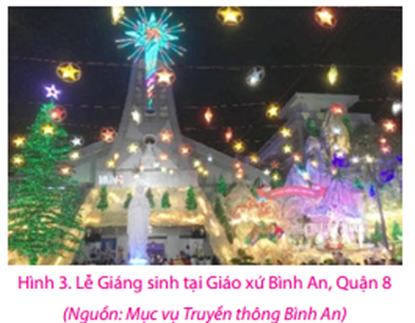 Hình 3. Lễ Giáng sinh tại Giáo xứ Bình An, Quận 8
(Nguồn: Mục vụ Truyền thông Bình An)